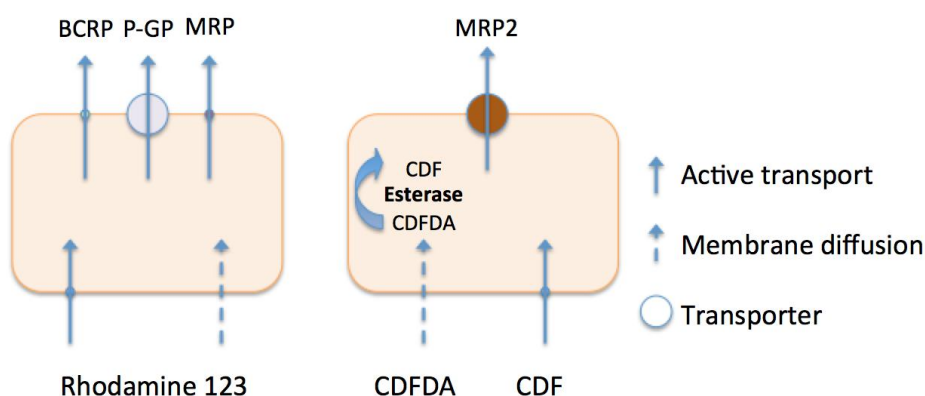 BCRP P-GP MRP
MRP2
CDF
Esterase
CDFDA
Active transport
Membrane diffusion
Transporter
Rhodamine 123
CDFDA
CDF